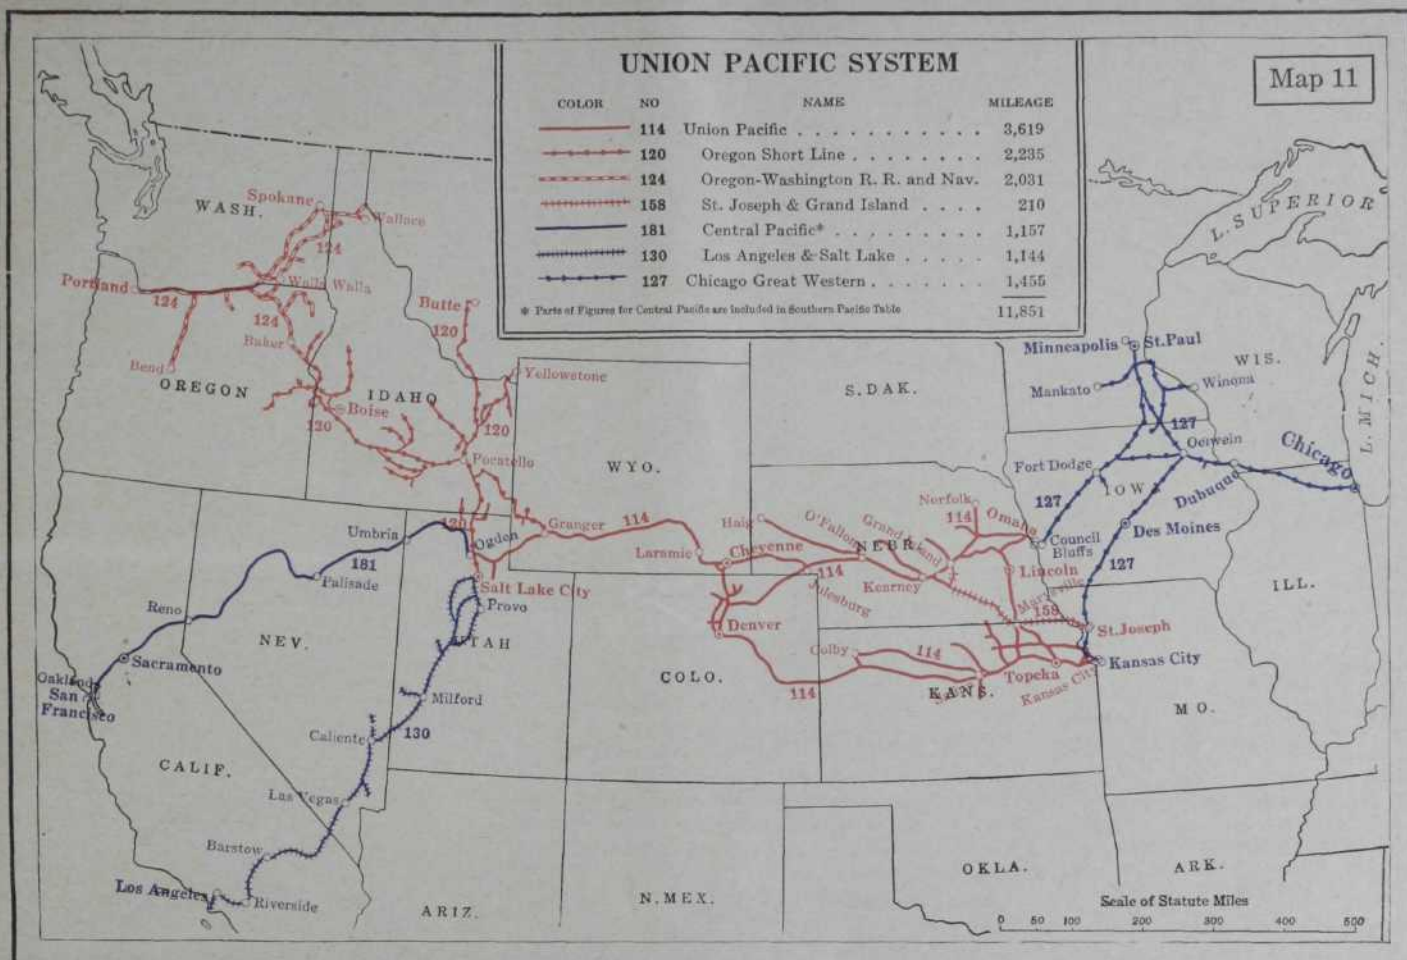 UNION PACIFIC SYSTEM
Map 11
COLOR NO NAME MILEAGE
114 Union Pacific . . . . . . . . . . . 3,619
120 Oregon Short Line . . . . . . . . 2,235
124 Oregon-Washington R. R. and Nav. 2,031
158 St. Joseph & Grand Island . . . . 210
181 Central Pacific* . . . . . . . . . 1,157
130 Los Angeles & Salt Lake . . . . . 1,144
127 Chicago Great Western . . . . . . . 1,455
* Parts of Figures for Central Pacific are included in Southern Pacific Table 11,851
L. SUPERIOR
Spokane
WASH.
Wallace
124
Portland
124
Walla Walla
Butte
124
120
Baker
Bend
OREGON
IDAHO
Yellowstone
Boise
120
120
Pocatello
Minneapolis
St.Paul
WIS.
L. MICH.
Mankato
Winona
S.DAK.
127
Oelwein
Chicago
Fort Dodge
IOWA
Dubuque
127
WYO.
Norfolk
114
Omaha
Umbria
120
Ogden
Granger
114
Haig
O'Fallon
Grand Island
NEBR.
Council
Bluffs
Des Moines
Laramie
Cheyenne
181
Palisade
Salt Lake City
114
Julesburg
Kearney
Lincoln
127
Marysville
ILL.
Reno
Provo
158
NEV.
UTAH
Denver
St.Joseph
Sacramento
Colby
114
Kansas City
Oakland
San
Francisco
Milford
COLO.
114
KANS.
Topeka
Kansas City
MO.
Caliente
130
CALIF.
Las Vegas
Barstow
OKLA.
ARK.
Los Angeles
Riverside
ARIZ.
N.MEX.
Scale of Statute Miles
0 50 100 200 300 400 500